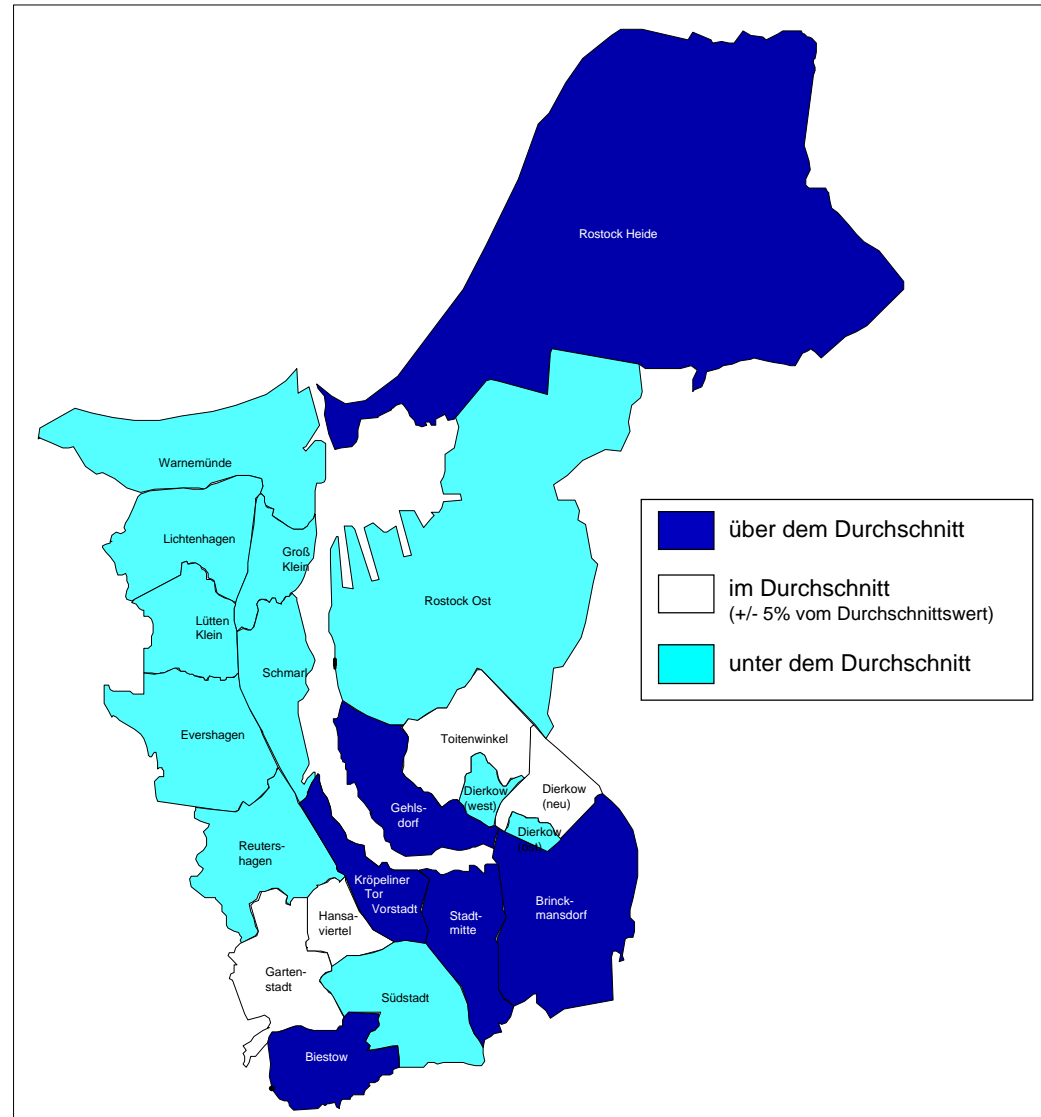 Rostock Heide
Warnemünde
Lichtenhagen
Groß
Klein
Rostock Ost
Lütten
Klein
Schmarl
Evershagen
Toitenwinkel
Dierkow
(west)
Dierkow
(neu)
Gehls-
dorf
Dierkow
Reuters-
hagen
Kröpeliner
Tor
Vorstadt
Stadt-
mitte
Brinck-
mansdorf
Hansa-
viertel
Garten-
stadt
Südstadt
Biestow
über dem Durchschnitt
im Durchschnitt
(+/- 5% vom Durchschnittswert)
unter dem Durchschnitt